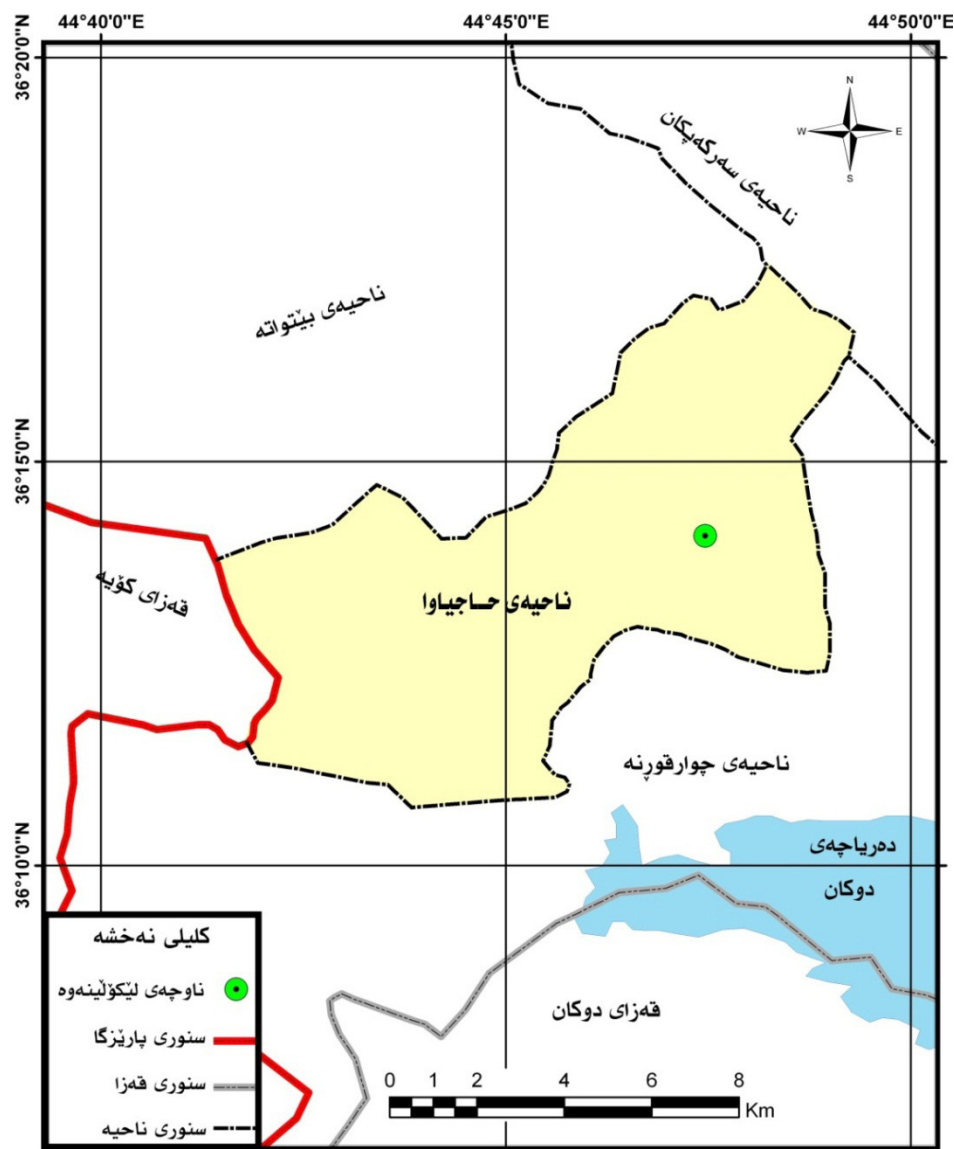 44°40'0"E
44°45'0"E
44°50'0"E
36°20'0"N
36°15'0"N
36°10'0"N
N
W
E
S
ناحیەی سەرکەپکان
ناحیەی بێتواتە
قەزای کۆیە
ناحیەی حـاجیاوا
ناحیەی چوارقوڕنە
دەریاچەی
دوکان
قەزای دوکان
کلیلی نەخشە
ناوچەی لێکۆڵینەوە
سنوری پارێزگا
سنوری قەزا
سنوری ناحیە
0 1 2 4 6 8
Km